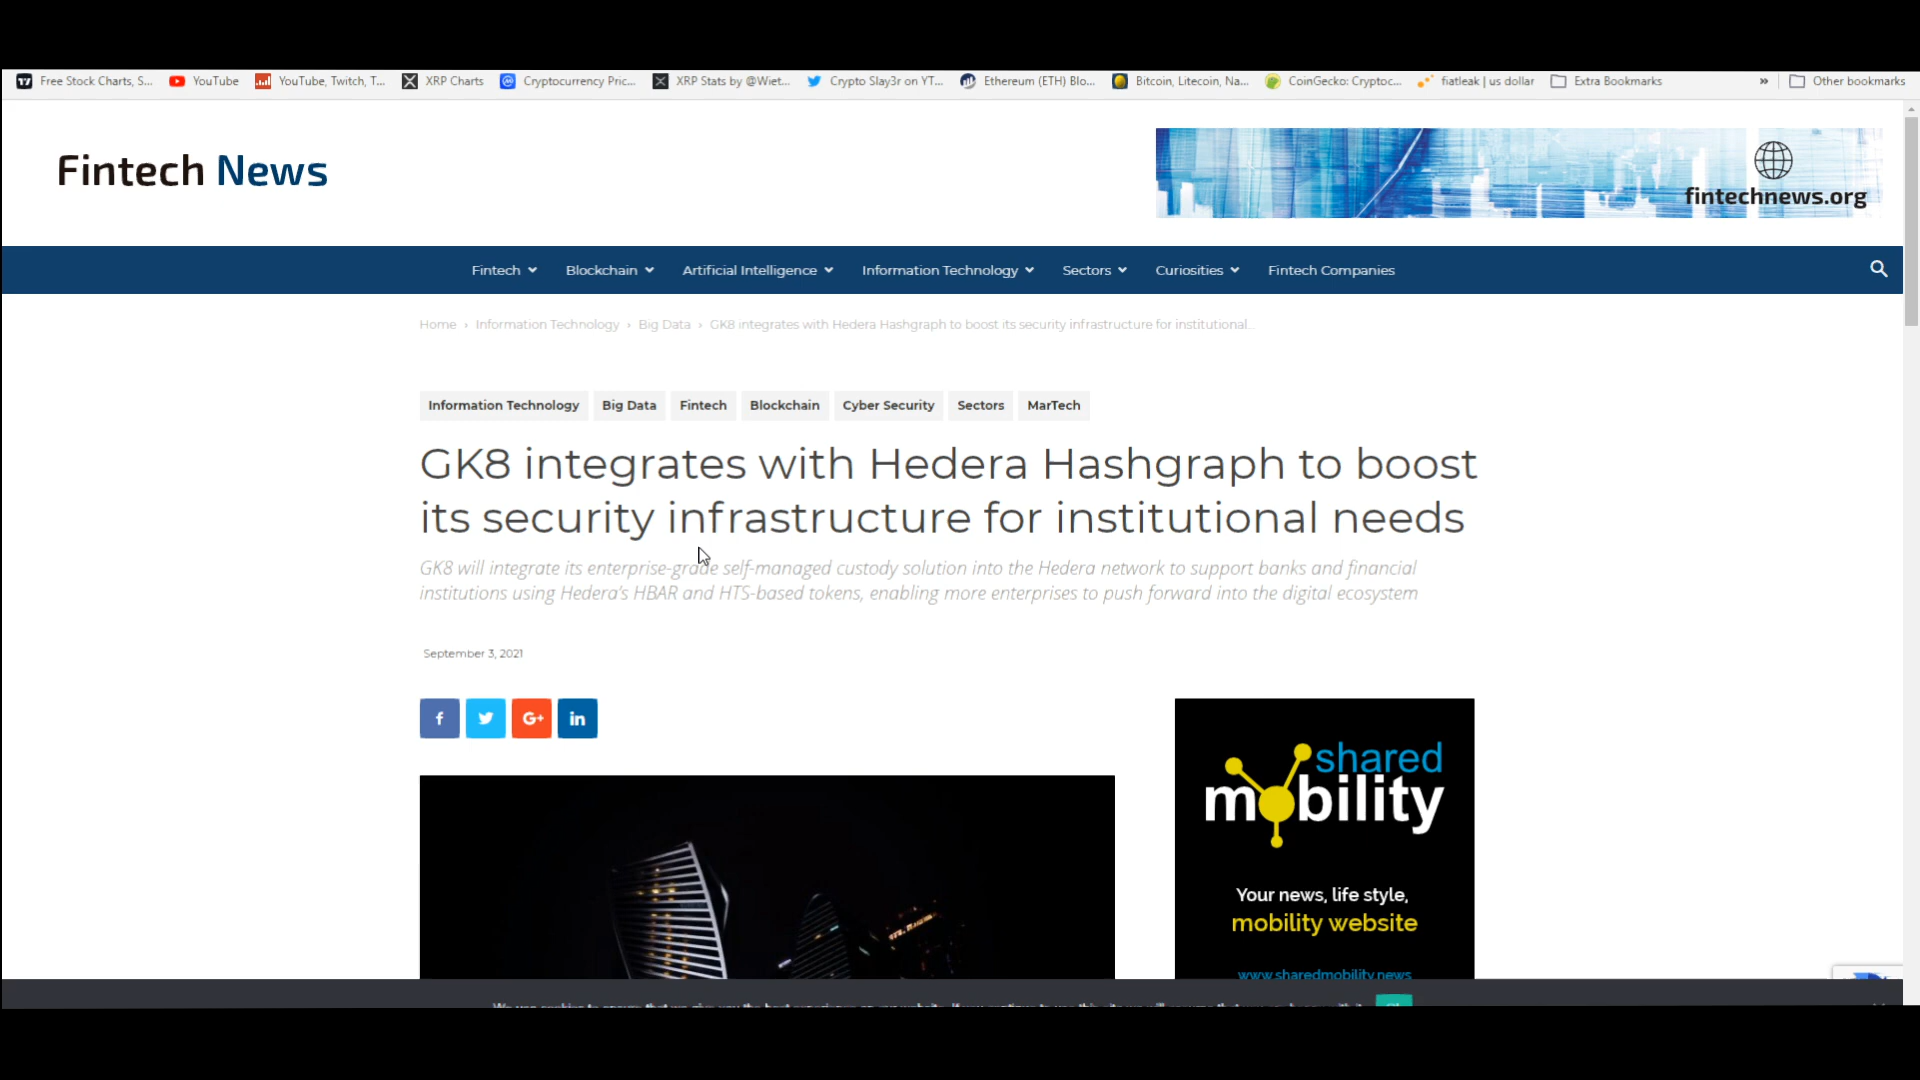 Free Stock Charts, S... YouTube YouTube, Twitch, T... XRP Charts Cryptocurrency Pric... XRP Stats by @Wiet... Crypto Slay3r on YT... Ethereum (ETH) Blo... Bitcoin, Litecoin, Na... CoinGecko: Cryptoc... fiatleak | us dollar Extra Bookmarks » Other bookmarks
Fintech News
fintechnews.org
Fintech Blockchain Artificial Intelligence Information Technology Sectors Curiosities Fintech Companies
Home › Information Technology › Big Data › GK8 integrates with Hedera Hashgraph to boost its security infrastructure for institutional...
Information Technology Big Data Fintech Blockchain Cyber Security Sectors MarTech
GK8 integrates with Hedera Hashgraph to boost
its security infrastructure for institutional needs
GK8 will integrate its enterprise-grade self-managed custody solution into the Hedera network to support banks and financial
institutions using Hedera's HBAR and HTS-based tokens, enabling more enterprises to push forward into the digital ecosystem
September 3, 2021
f G+ in
shared
mobility
Your news, life style,
mobility website
www.sharedmobility.news